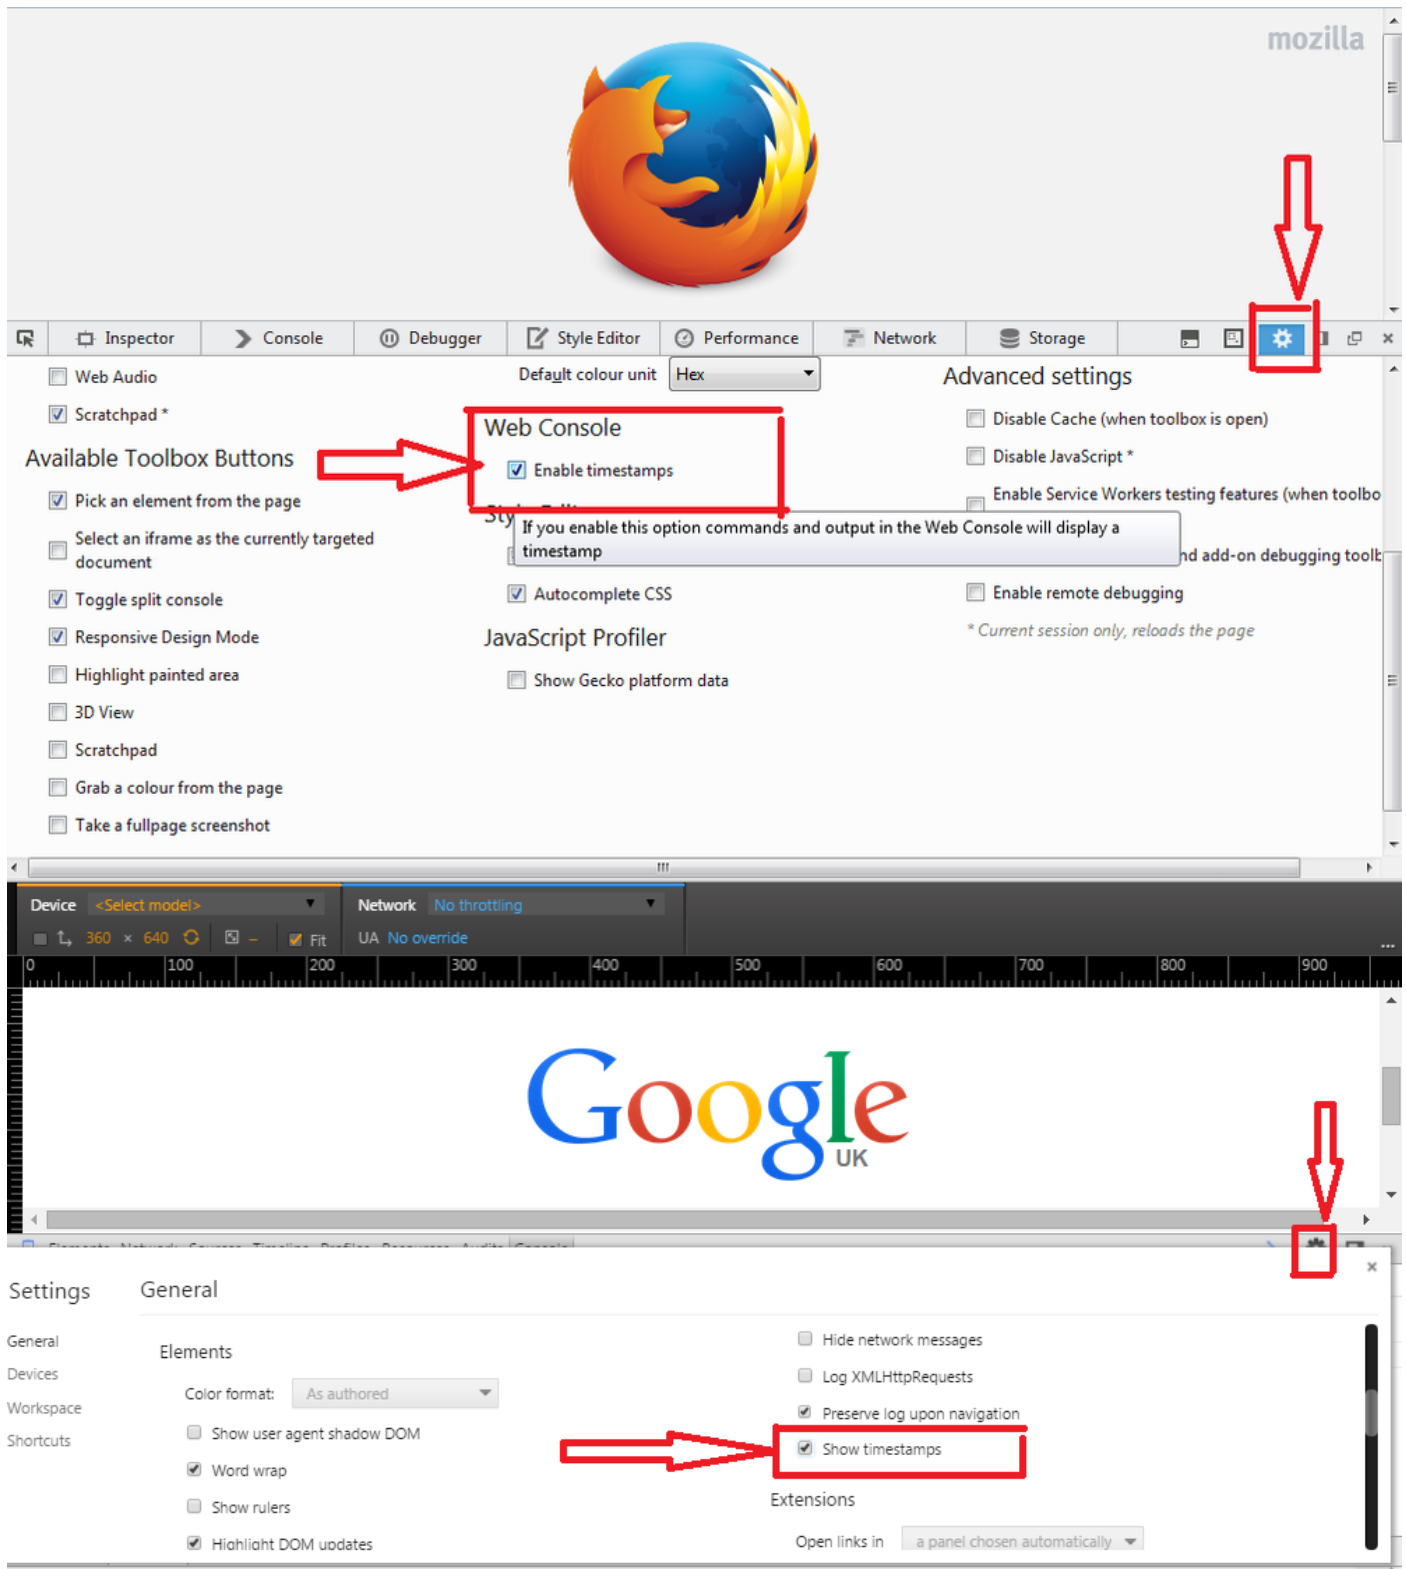 mozilla
Inspector Console Debugger Style Editor Performance Network Storage
Web Audio
Scratchpad *
Available Toolbox Buttons
Pick an element from the page
Select an iframe as the currently targeted
document
Toggle split console
Responsive Design Mode
Highlight painted area
3D View
Scratchpad
Grab a colour from the page
Take a fullpage screenshot
Default colour unit Hex
Web Console
Enable timestamps
If you enable this option commands and output in the Web Console will display a
timestamp
Autocomplete CSS
JavaScript Profiler
Show Gecko platform data
Advanced settings
Disable Cache (when toolbox is open)
Disable JavaScript *
Enable Service Workers testing features (when toolbo
add-on debugging toolb
Enable remote debugging
* Current session only, reloads the page
Device <Select model> Network No throttling
360 × 640 Fit UA No override
0 100 200 300 400 500 600 700 800 900
Google
UK
Settings General
General
Devices
Workspace
Shortcuts
Elements
Color format: As authored
Show user agent shadow DOM
Word wrap
Show rulers
Highlight DOM updates
Hide network messages
Log XMLHttpRequests
Preserve log upon navigation
Show timestamps
Extensions
Open links in a panel chosen automatically